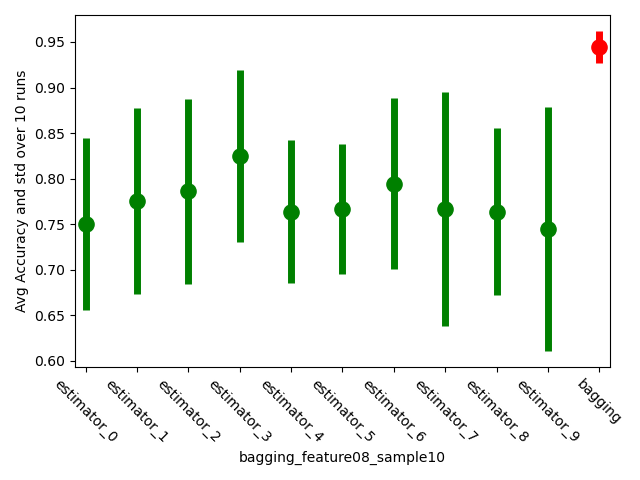 Avg Accuracy and std over 10 runs
0.95
0.90
0.85
0.80
0.75
0.70
0.65
0.60
estimator_0
estimator_1
estimator_2
estimator_3
estimator_4
estimator_5
estimator_6
estimator_7
estimator_8
estimator_9
bagging
bagging_feature08_sample10